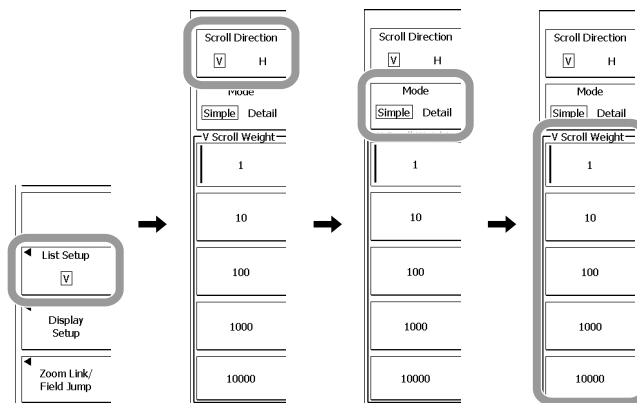 List Setup
V
Display
Setup
Zoom Link/
Field Jump
Scroll Direction
V H
Mode
Simple Detail
V Scroll Weight
1
10
100
1000
10000
Scroll Direction
V H
Mode
Simple Detail
1
10
100
1000
10000
Scroll Direction
V H
Mode
Simple Detail
V Scroll Weight
1
10
100
1000
10000